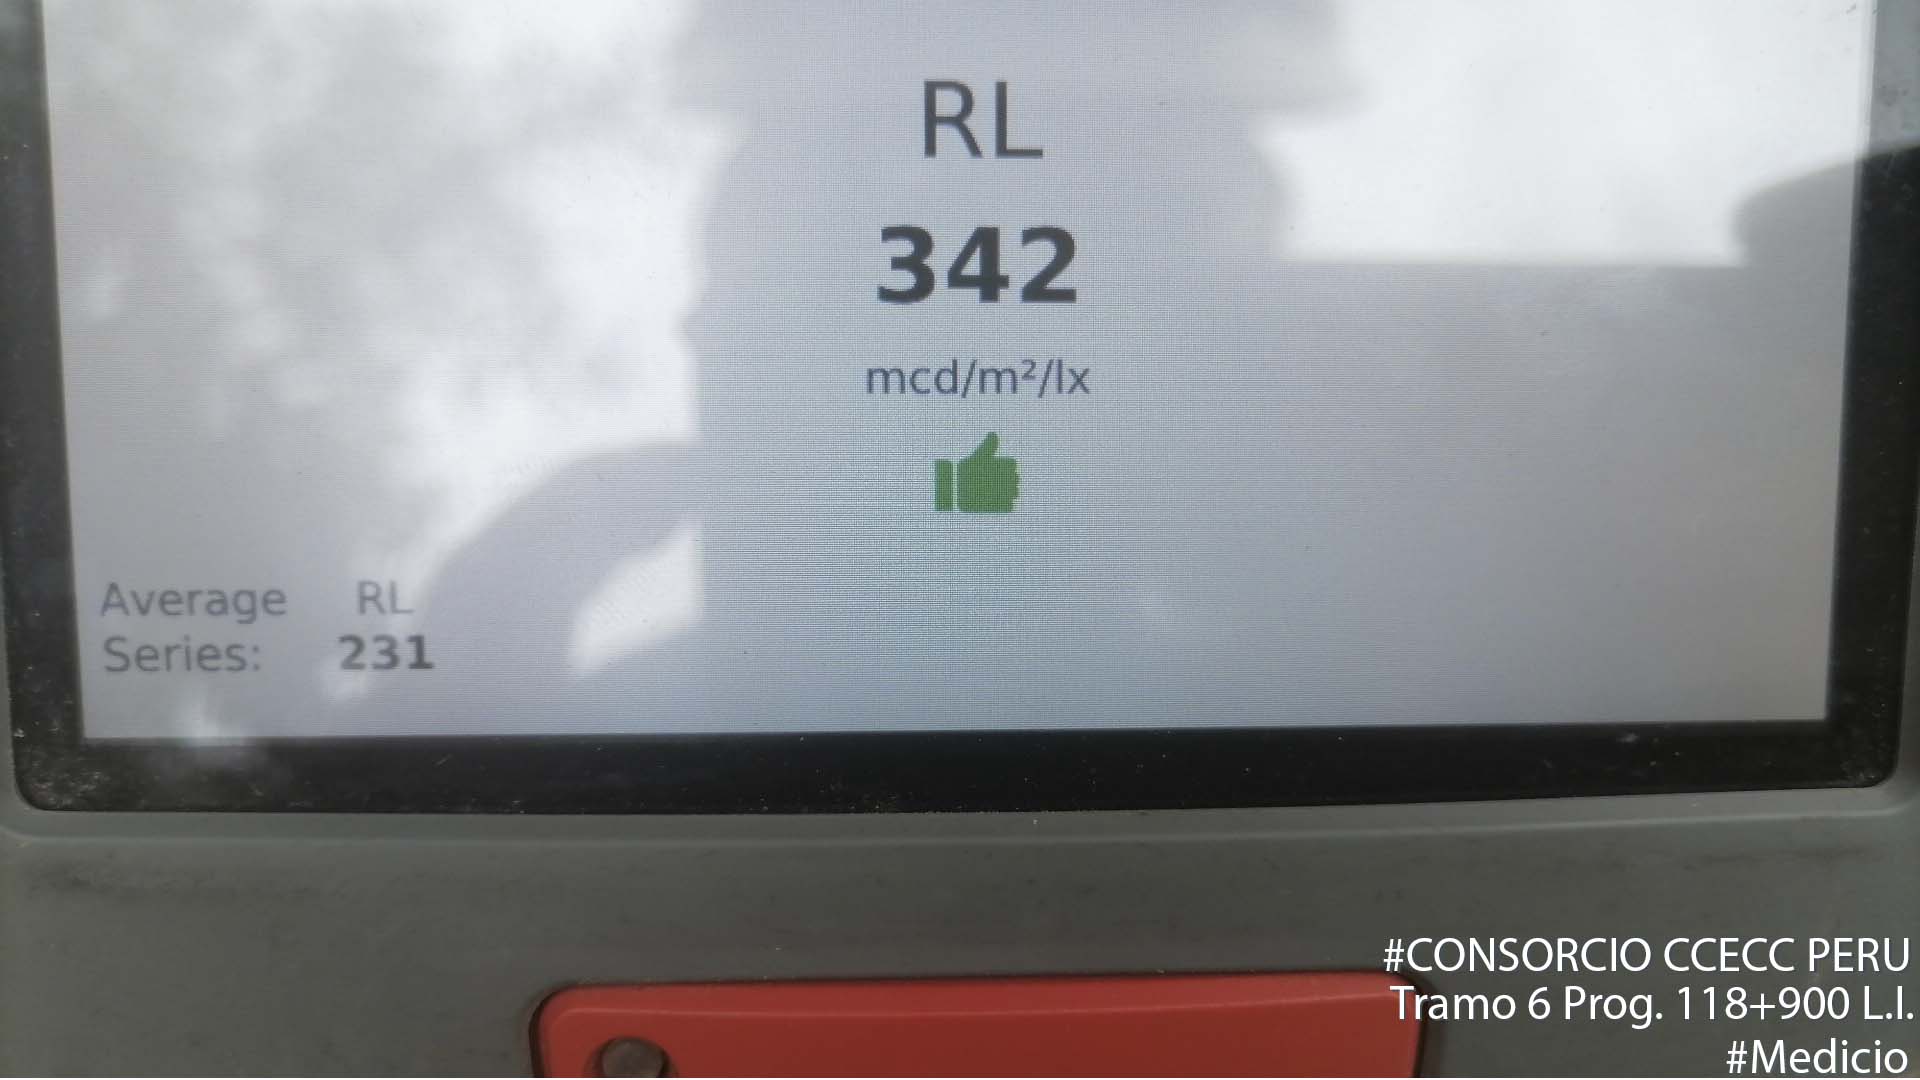 RL
342
mcd/m²/lx
Average RL
Series: 231
#CONSORCIO CCECC PERU
Tramo 6 Prog. 118+900 L.I.
#Medicio